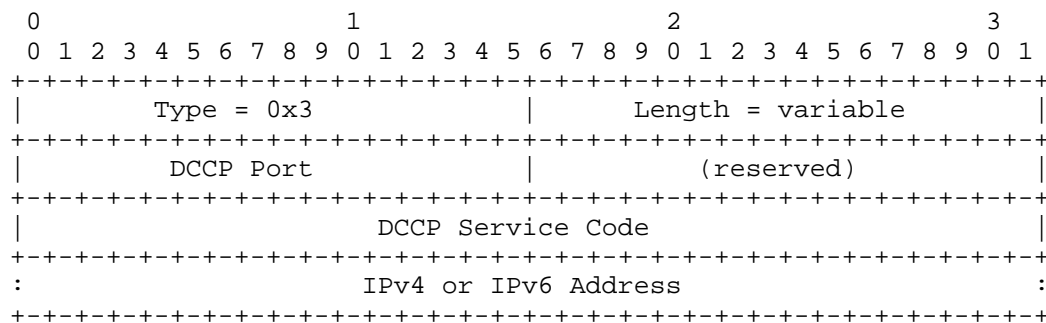 0                   1                   2                   3
 0 1 2 3 4 5 6 7 8 9 0 1 2 3 4 5 6 7 8 9 0 1 2 3 4 5 6 7 8 9 0 1
+-+-+-+-+-+-+-+-+-+-+-+-+-+-+-+-+-+-+-+-+-+-+-+-+-+-+-+-+-+-+-+-+
|        Type = 0x3              |      Length = variable        |
+-+-+-+-+-+-+-+-+-+-+-+-+-+-+-+-+-+-+-+-+-+-+-+-+-+-+-+-+-+-+-+-+
|         DCCP Port              |          (reserved)           |
+-+-+-+-+-+-+-+-+-+-+-+-+-+-+-+-+-+-+-+-+-+-+-+-+-+-+-+-+-+-+-+-+
|                      DCCP Service Code                         |
+-+-+-+-+-+-+-+-+-+-+-+-+-+-+-+-+-+-+-+-+-+-+-+-+-+-+-+-+-+-+-+-+
:                     IPv4 or IPv6 Address                       :
+-+-+-+-+-+-+-+-+-+-+-+-+-+-+-+-+-+-+-+-+-+-+-+-+-+-+-+-+-+-+-+-+